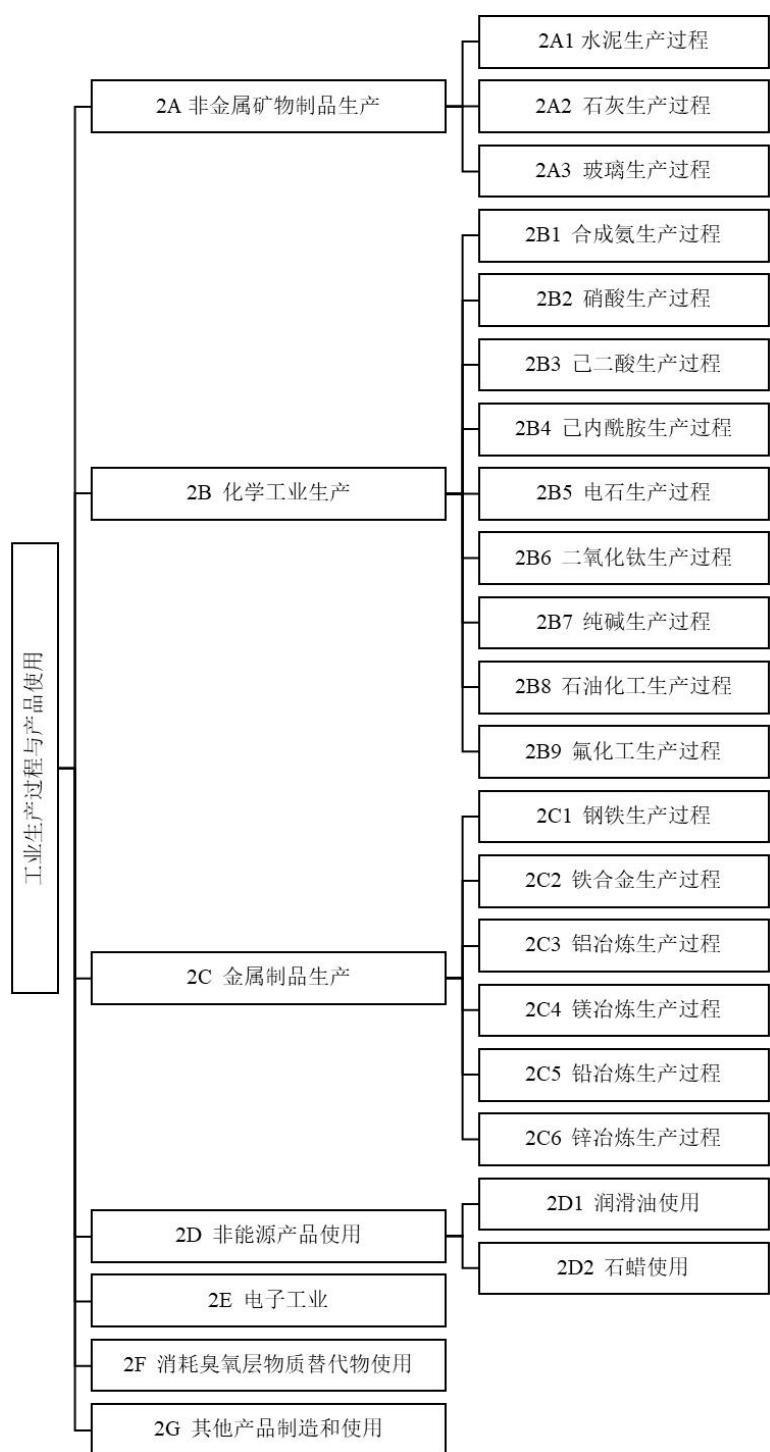 工业生产过程与产品使用
2A 非金属矿物制品生产
2A1 水泥生产过程
2A2 石灰生产过程
2A3 玻璃生产过程
2B 化学工业生产
2B1 合成氨生产过程
2B2 硝酸生产过程
2B3 己二酸生产过程
2B4 己内酰胺生产过程
2B5 电石生产过程
2B6 二氧化钛生产过程
2B7 纯碱生产过程
2B8 石油化工生产过程
2B9 氟化工生产过程
2C 金属制品生产
2C1 钢铁生产过程
2C2 铁合金生产过程
2C3 铝冶炼生产过程
2C4 镁冶炼生产过程
2C5 铅冶炼生产过程
2C6 锌冶炼生产过程
2D 非能源产品使用
2D1 润滑油使用
2D2 石蜡使用
2E 电子工业
2F 消耗臭氧层物质替代物使用
2G 其他产品制造和使用